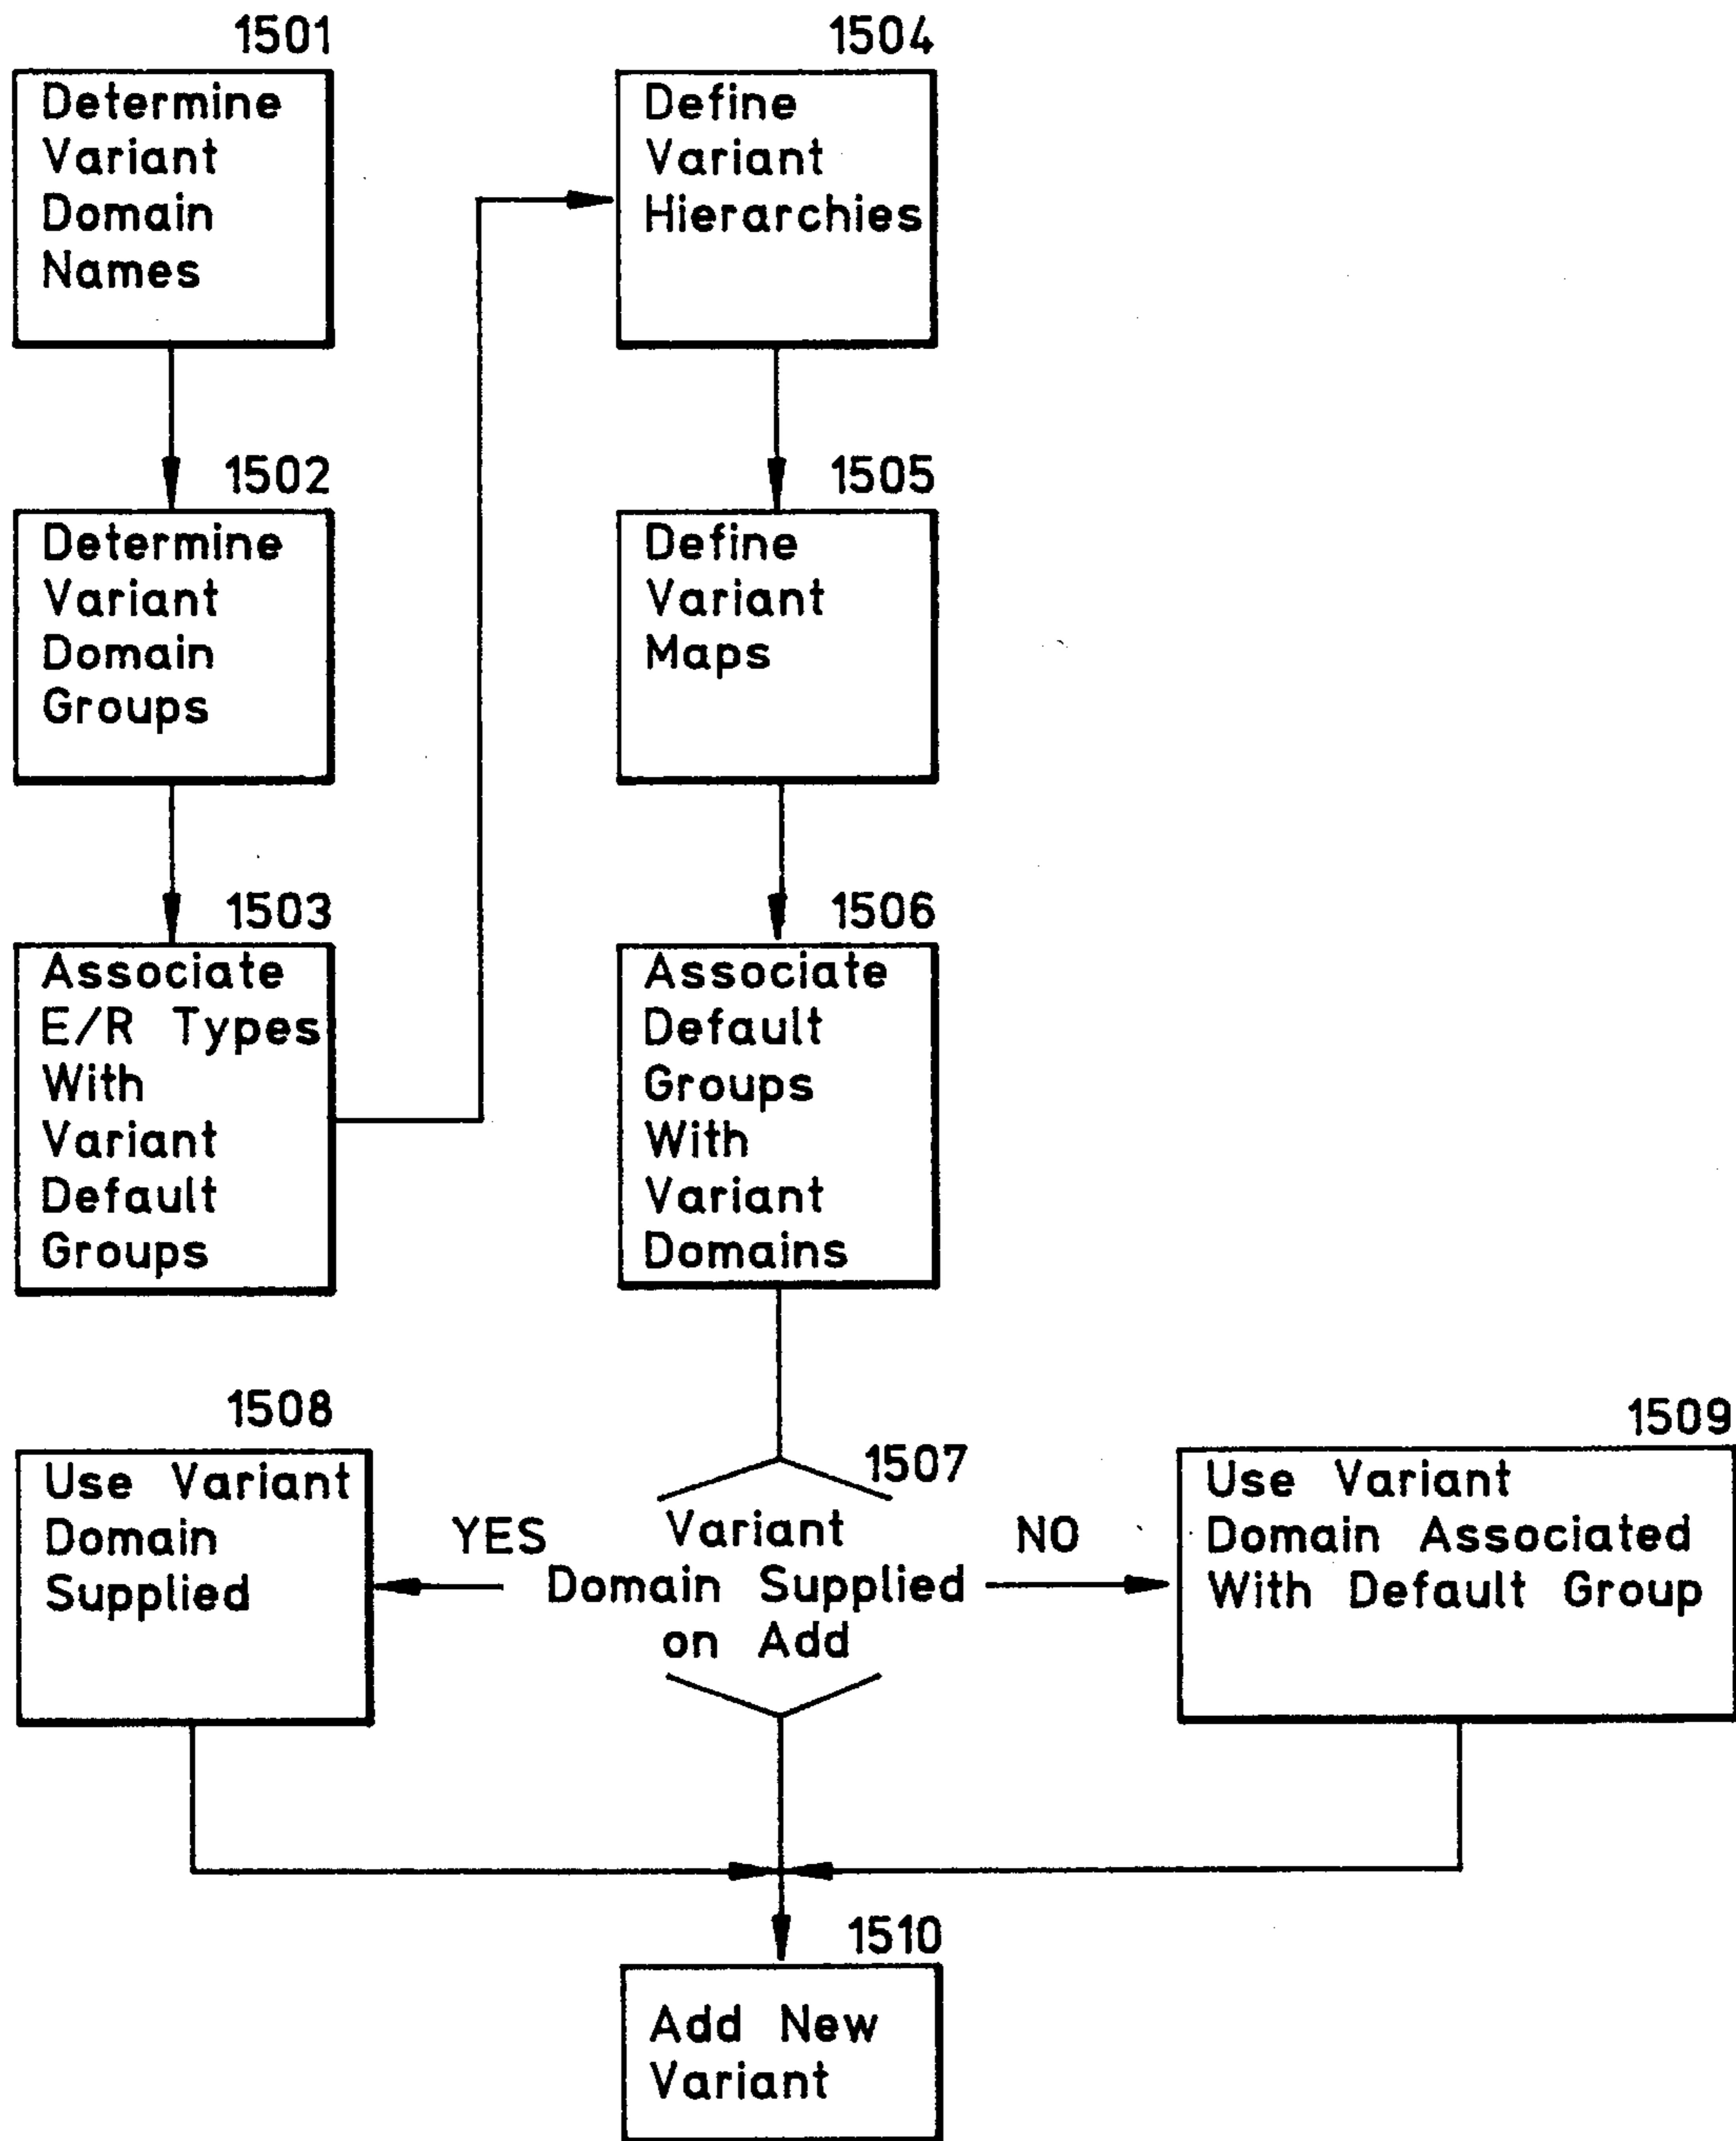 1501
Determine
Variant
Domain
Names
1502
Determine
Variant
Domain
Groups
1503
Associate
E/R Types
With
Variant
Default
Groups
1504
Define
Variant
Hierarchies
1505
Define
Variant
Maps
1506
Associate
Default
Groups
With
Variant
Domains
1507
Variant
Domain Supplied
on Add
YES
NO
1508
Use Variant
Domain
Supplied
1509
Use Variant
Domain Associated
With Default Group
1510
Add New
Variant